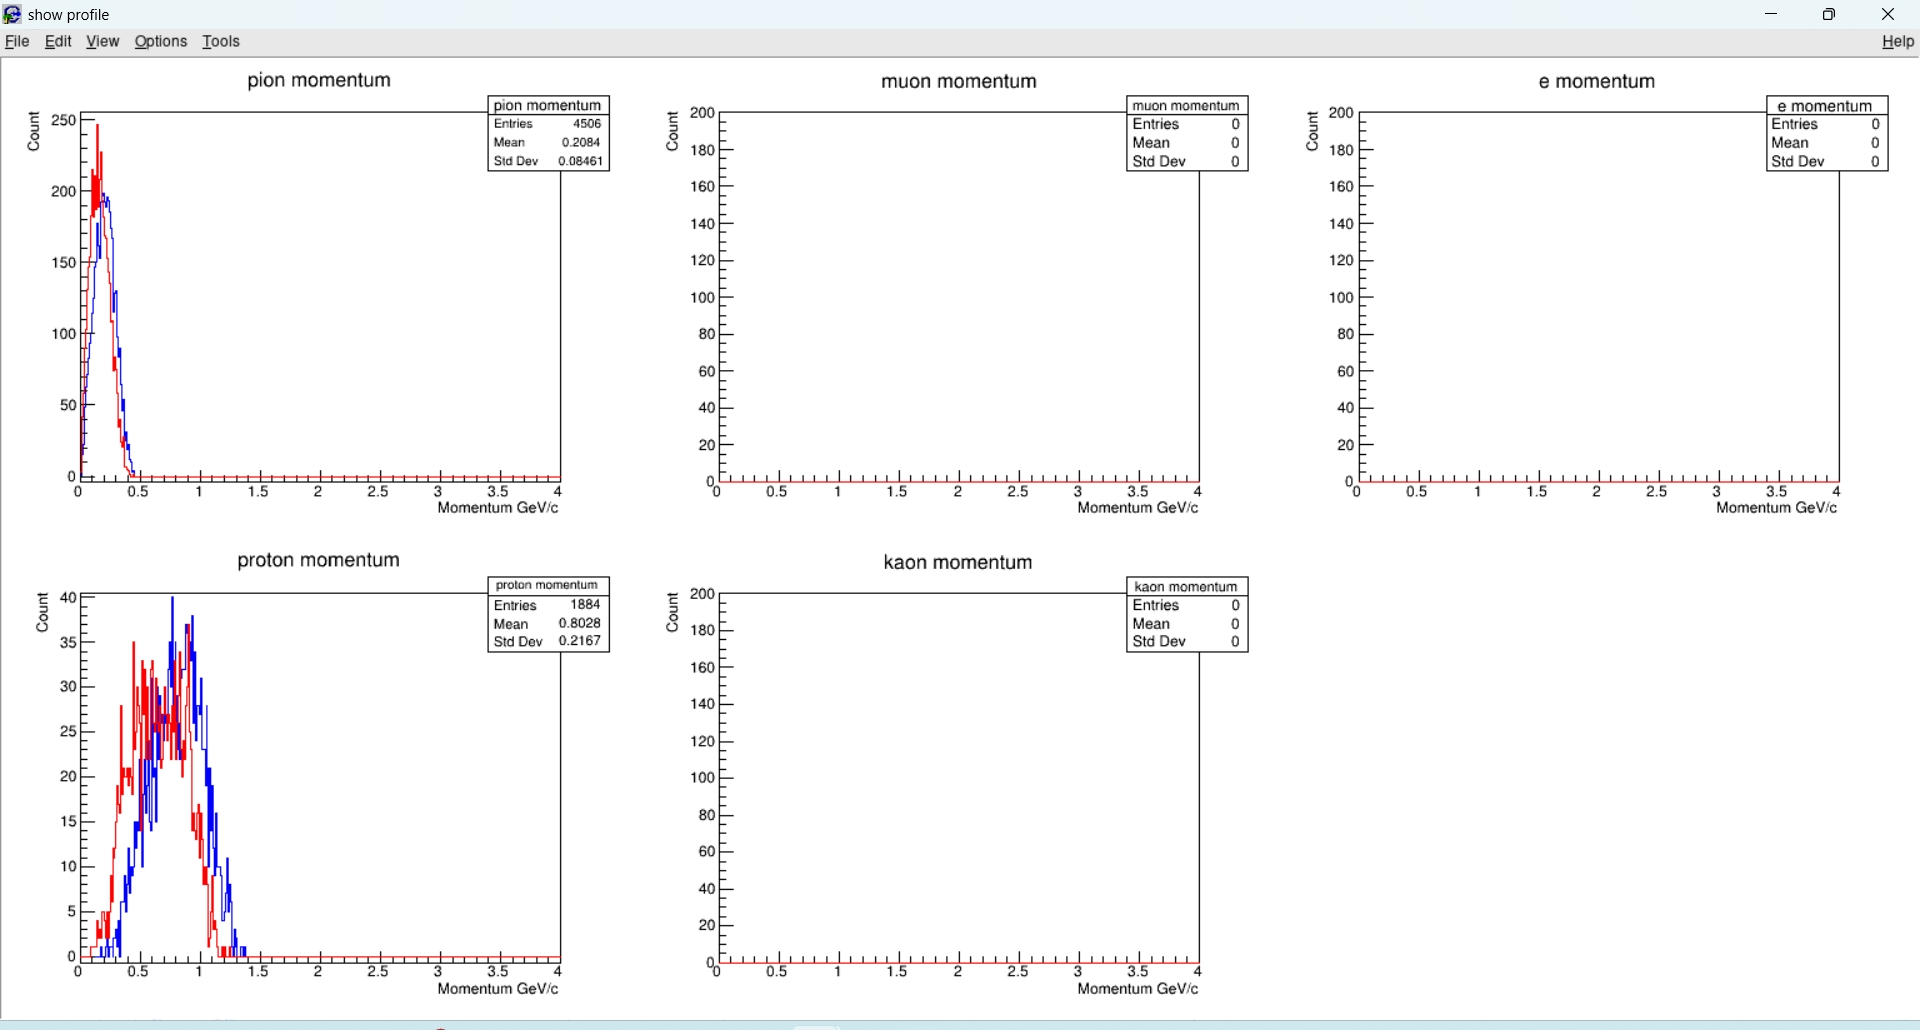 show profile
File Edit View Options Tools Help
pion momentum
Count
250
200
150
100
50
0
0 0.5 1 1.5 2 2.5 3 3.5 4
Momentum GeV/c
pion momentum
Entries 4506
Mean 0.2084
Std Dev 0.08461
muon momentum
Count
200
180
160
140
120
100
80
60
40
20
0
0 0.5 1 1.5 2 2.5 3 3.5 4
Momentum GeV/c
muon momentum
Entries 0
Mean 0
Std Dev 0
e momentum
Count
200
180
160
140
120
100
80
60
40
20
0
0 0.5 1 1.5 2 2.5 3 3.5 4
Momentum GeV/c
e momentum
Entries 0
Mean 0
Std Dev 0
proton momentum
Count
40
35
30
25
20
15
10
5
0
0 0.5 1 1.5 2 2.5 3 3.5 4
Momentum GeV/c
proton momentum
Entries 1884
Mean 0.8028
Std Dev 0.2167
kaon momentum
Count
200
180
160
140
120
100
80
60
40
20
0
0 0.5 1 1.5 2 2.5 3 3.5 4
Momentum GeV/c
kaon momentum
Entries 0
Mean 0
Std Dev 0